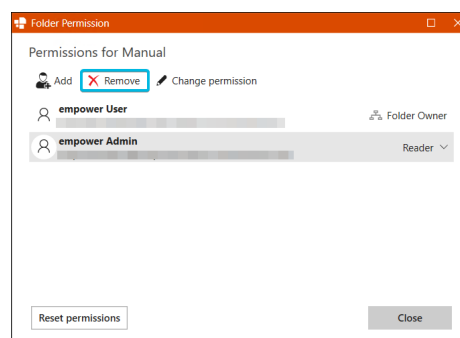 Folder Permission
Permissions for Manual
Add Remove Change permission
empower User
Folder Owner
empower Admin
Reader
Reset permissions Close